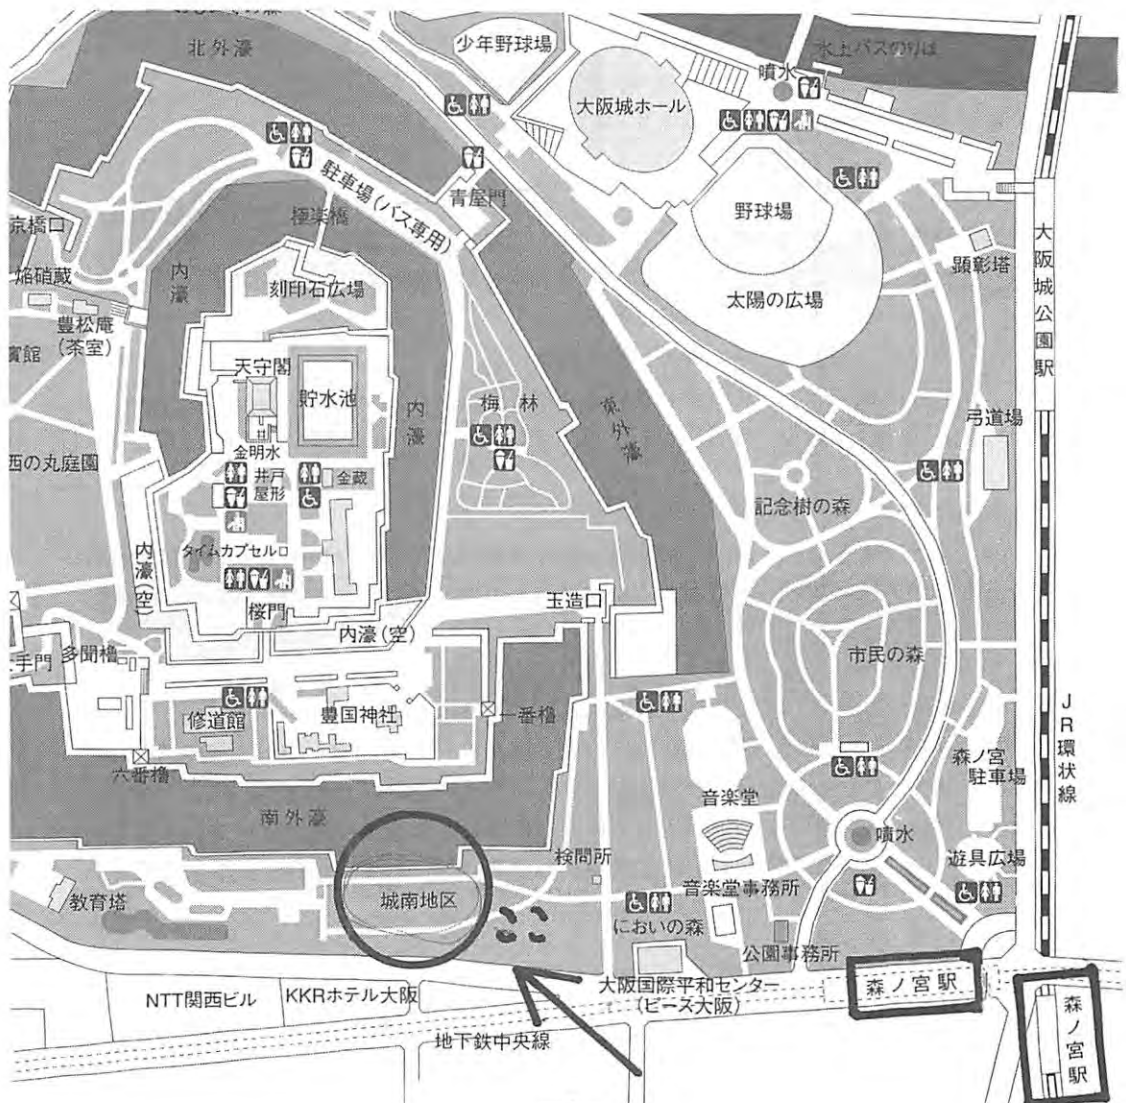 北外濠
少年野球場
水上バスのりば
噴水
大阪城ホール
駐車場(バス専用)
青屋門
極楽橋
京橋口
野球場
大阪城公園駅
内濠
顕彰塔
焔硝蔵
刻印石広場
太陽の広場
豊松庵
(茶室)
賓館
天守閣
貯水池
内濠
梅林
東外濠
弓道場
金明水
西の丸庭園
井戸
屋形
金蔵
記念樹の森
タイムカプセル
内濠(空)
桜門
玉造口
内濠(空)
手門
多聞櫓
市民の森
修道館
豊国神社
一番櫓
JR環状線
六番櫓
森ノ宮
駐車場
音楽堂
南外濠
噴水
検問所
遊具広場
教育塔
城南地区
音楽堂事務所
においの森
公園事務所
大阪国際平和センター
(ピース大阪)
森ノ宮駅
NTT関西ビル
KKRホテル大阪
地下鉄中央線
森ノ宮駅